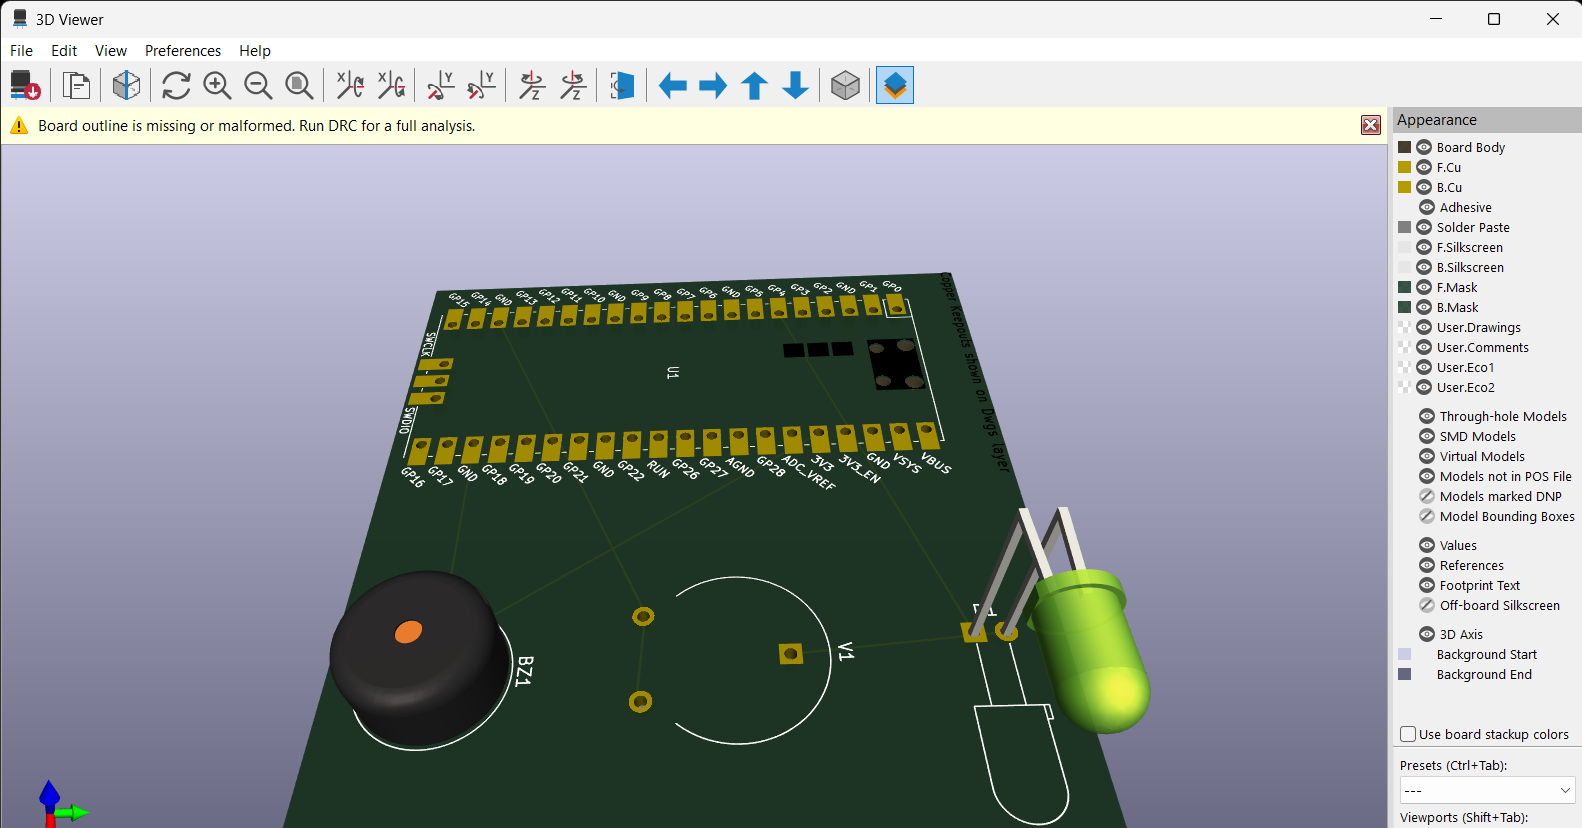 3D Viewer
File Edit View Preferences Help
Board outline is missing or malformed. Run DRC for a full analysis.
Appearance
Board Body
F.Cu
B.Cu
Adhesive
Solder Paste
F.Silkscreen
B.Silkscreen
F.Mask
B.Mask
User.Drawings
User.Comments
User.Eco1
User.Eco2
Through-hole Models
SMD Models
Virtual Models
Models not in POS File
Models marked DNP
Model Bounding Boxes
Values
References
Footprint Text
Off-board Silkscreen
3D Axis
Background Start
Background End
Use board stackup colors
Presets (Ctrl+Tab):
---
Viewports (Shift+Tab):
X X Y Y Z Z
GP15 GP14 GND GP13 GP12 GP11 GP10 GND GP9 GP8 GP7 GP6 GND GP5 GP4 GP3 GP2 GND GP1 GP0
Copper Keepouts shown on Dwgs layer
SWCLK
U1
SWDIO
GP16 GP17 GND GP18 GP19 GP20 GP21 GND GP22 RUN GP26 GP27 AGND GP28 ADC_VREF 3V3 3V3_EN GND VSYS VBUS
BZ1
V1